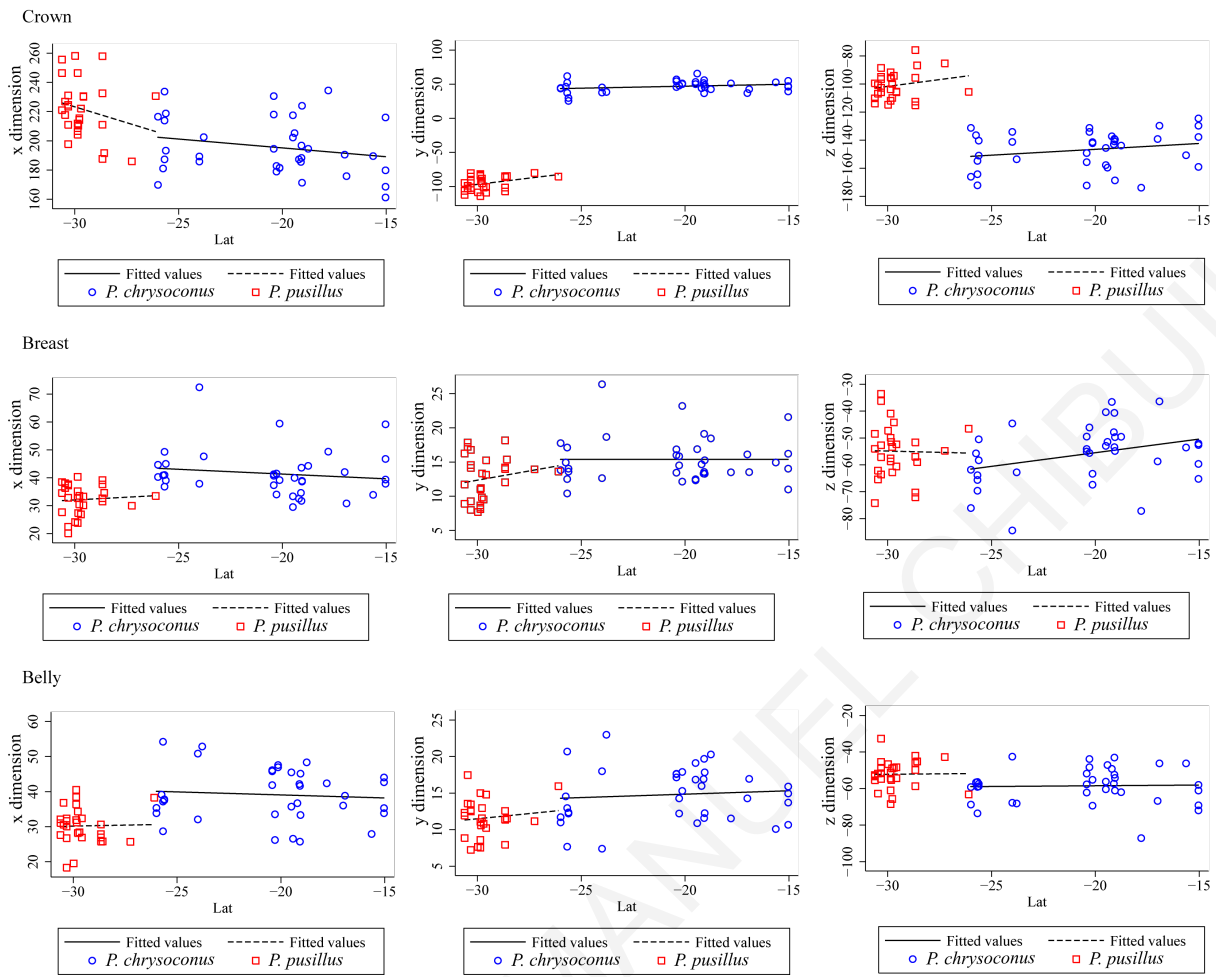 Crown
x dimension
160 180 200 220 240 260
−30 −25 −20 −15
Lat
Fitted values Fitted values
P. chrysoconus P. pusillus
y dimension
−100 −50 0 50 100
−30 −25 −20 −15
Lat
Fitted values Fitted values
P. chrysoconus P. pusillus
z dimension
−180 −160 −140 −120 −100 −80
−30 −25 −20 −15
Lat
Fitted values Fitted values
P. chrysoconus P. pusillus
Breast
x dimension
20 30 40 50 60 70
−30 −25 −20 −15
Lat
Fitted values Fitted values
P. chrysoconus P. pusillus
y dimension
5 10 15 20 25
−30 −25 −20 −15
Lat
Fitted values Fitted values
P. chrysoconus P. pusillus
z dimension
−80 −70 −60 −50 −40 −30
−30 −25 −20 −15
Lat
Fitted values Fitted values
P. chrysoconus P. pusillus
Belly
x dimension
20 30 40 50 60
−30 −25 −20 −15
Lat
Fitted values Fitted values
P. chrysoconus P. pusillus
y dimension
5 10 15 20 25
−30 −25 −20 −15
Lat
Fitted values Fitted values
P. chrysoconus P. pusillus
z dimension
−100 −80 −60 −40 −20
−30 −25 −20 −15
Lat
Fitted values Fitted values
P. chrysoconus P. pusillus